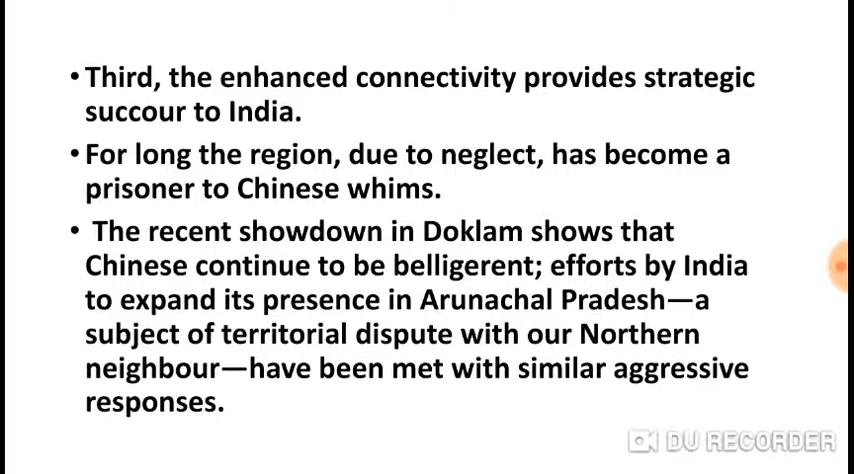 • Third, the enhanced connectivity provides strategic
succour to India.
• For long the region, due to neglect, has become a
prisoner to Chinese whims.
• The recent showdown in Doklam shows that
Chinese continue to be belligerent; efforts by India
to expand its presence in Arunachal Pradesh—a
subject of territorial dispute with our Northern
neighbour—have been met with similar aggressive
responses.
DU RECORDER